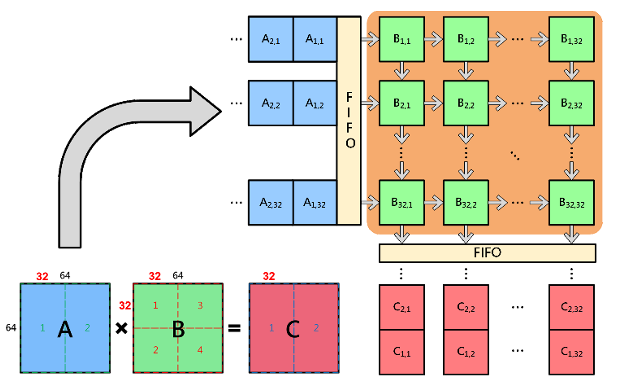 ... A2,1 A1,1 B1,1 B1,2 ... B1,32
... A2,2 A1,2 B2,1 B2,2 ... B2,32
FIFO
... A2,32 A1,32 B32,1 B32,2 ... B32,32
FIFO
32 64 32 64 32
64 1 A 2 × 32 1 3 B 2 4 = 1 C 2
C2,1 C2,2 ... C2,32
C1,1 C1,2 ... C1.32